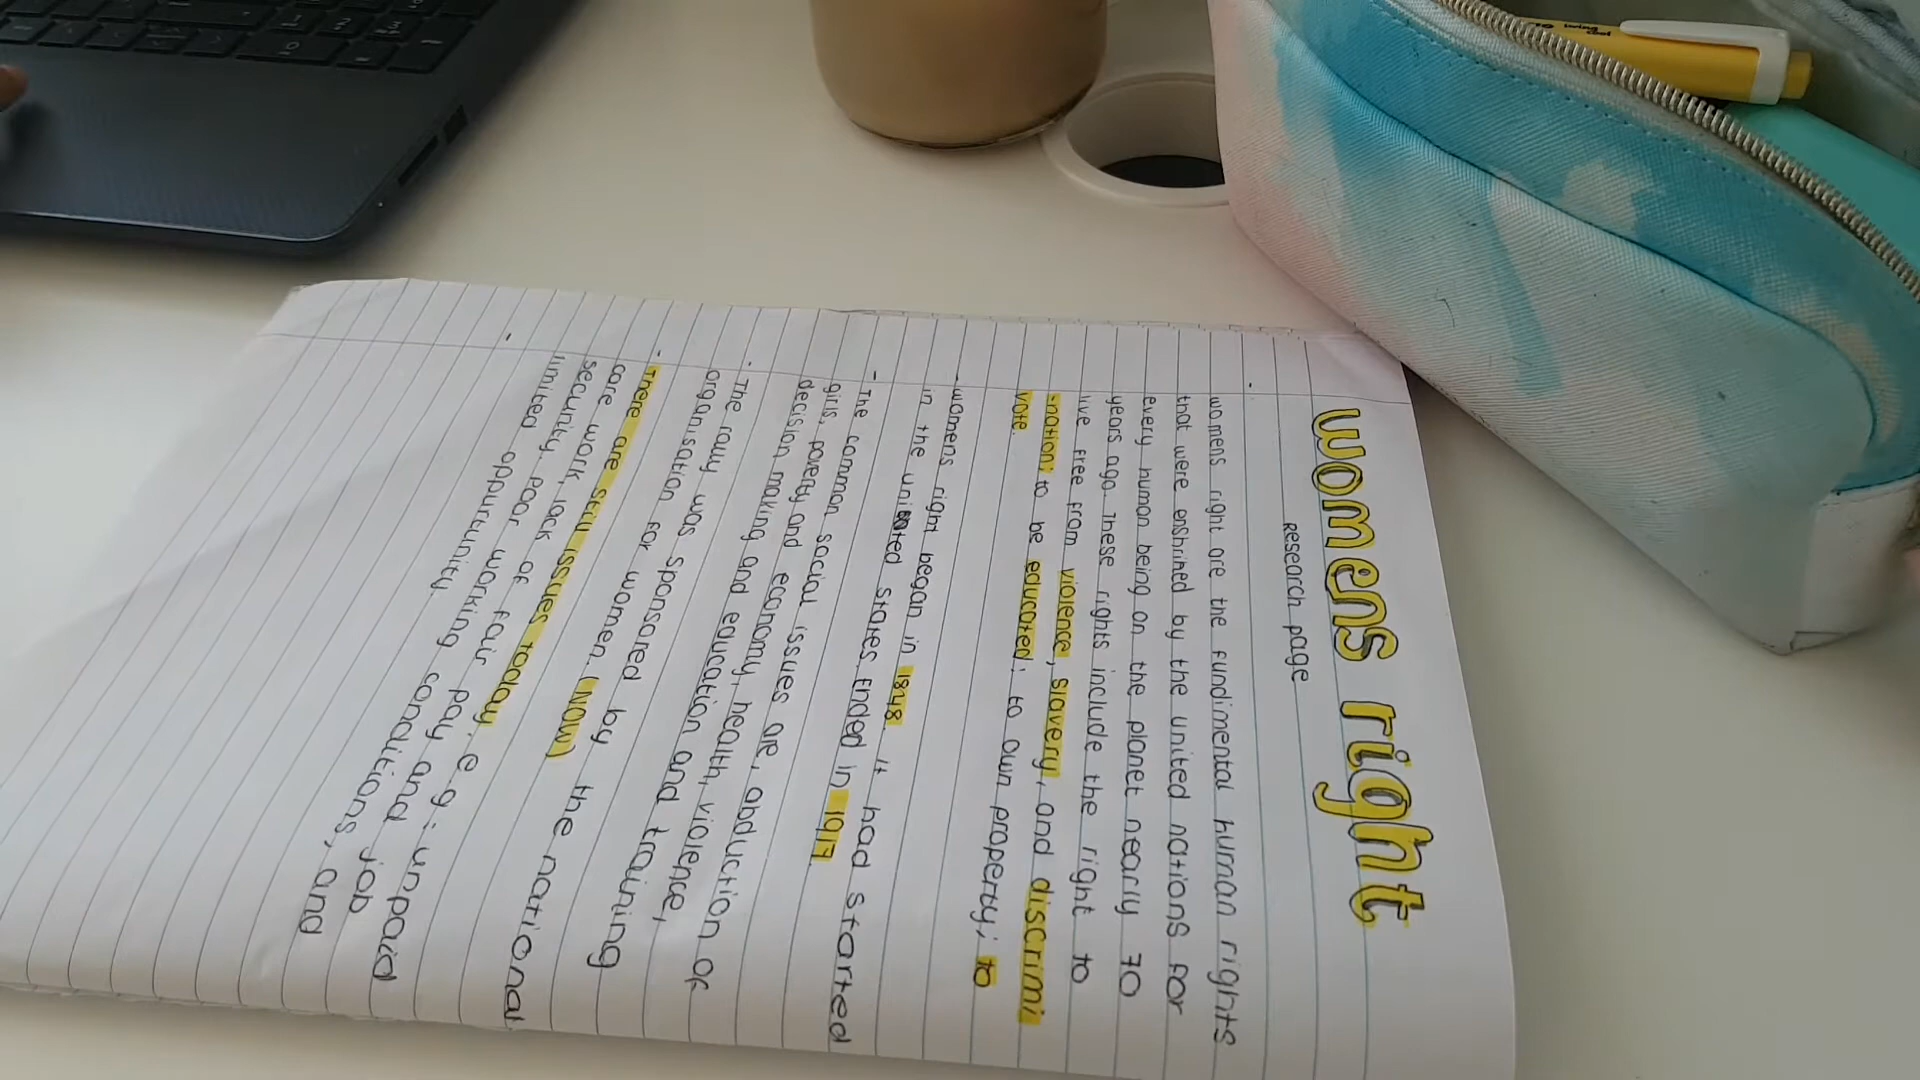 womens right
research page
womens right are the fundimental human rights
that were enshrined by the united nations for
every human being on the planet nearly 70
years ago. These rights include the right to
live free from violence, slavery, and discrimi
-nation; to be educated; to own property; to
vote.
- womens right began in 1848. It had started
in the united states Ended in 1917
- The common social issues are, abduction of
girls, poverty and economy, health, violence,
decision making and education and training
· The rally was sponsored by the national
organisation for women. (Now)
- There are still issues today, e.g: unpaid
care work, lack of fair pay and job
security, poor working conditions, and
limited oppurtunity